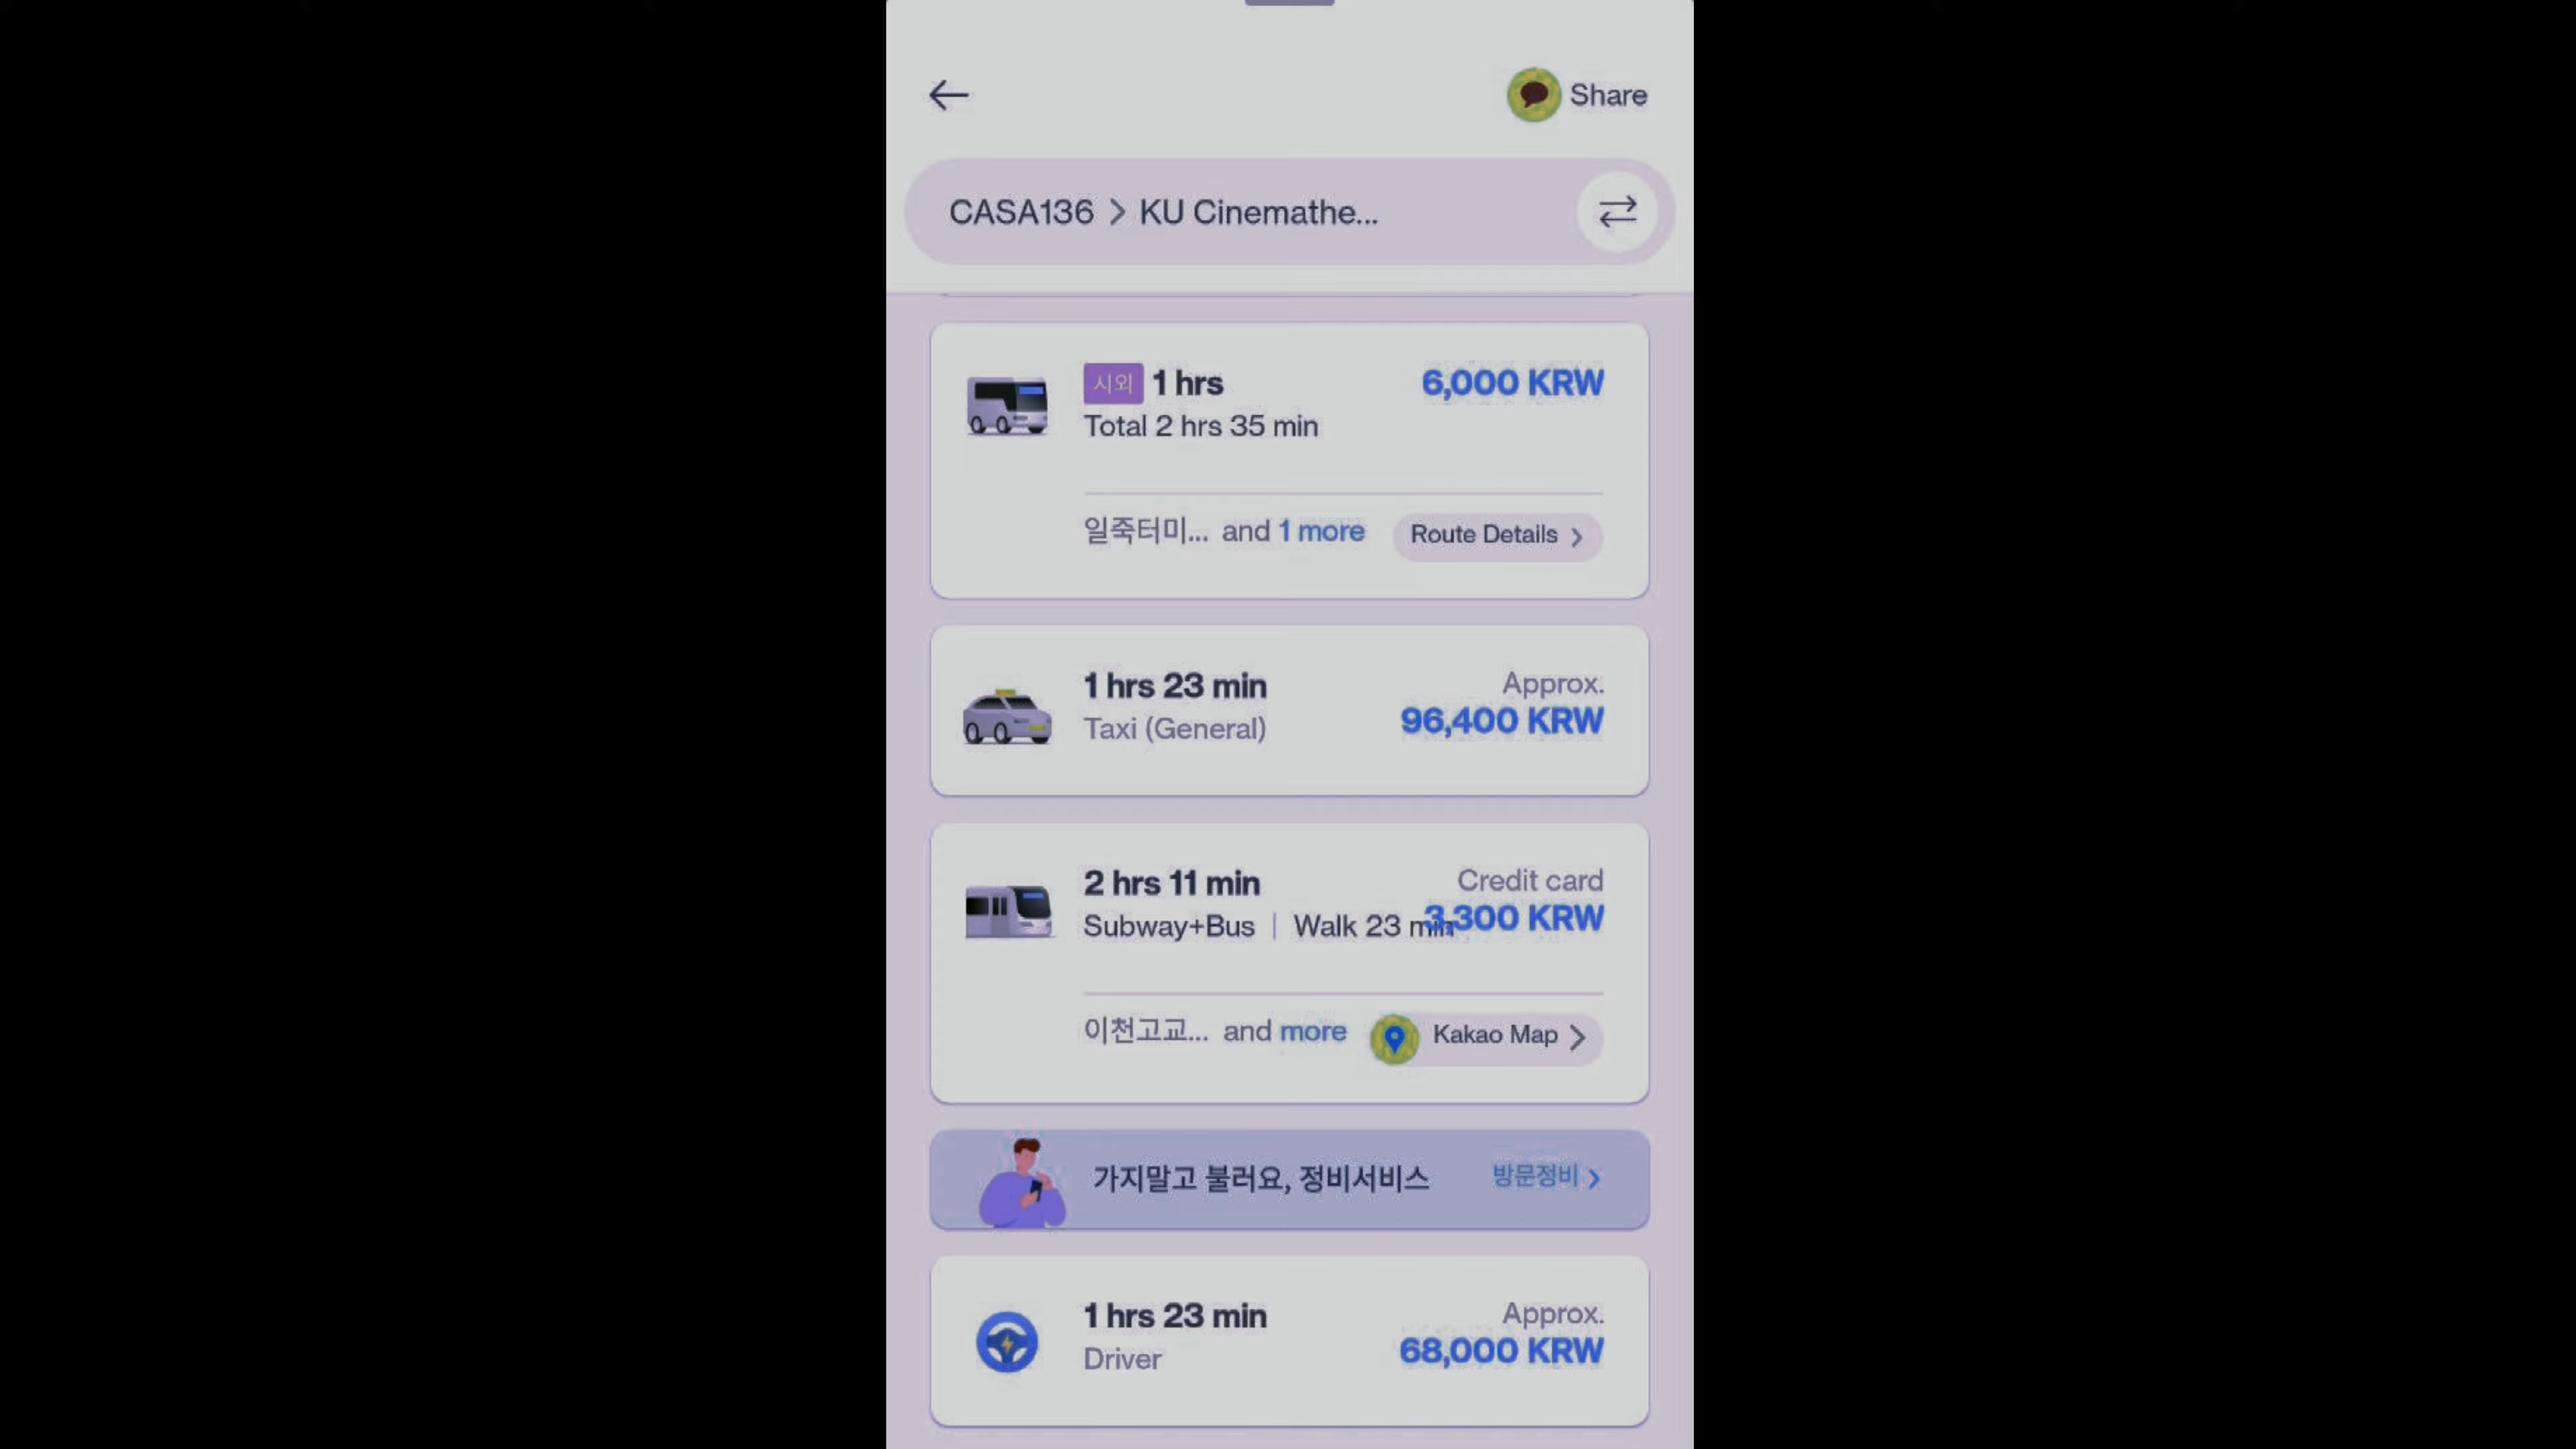 Share
CASA136 > KU Cinemathe...
시외 1 hrs
6,000 KRW
Total 2 hrs 35 min
일죽터미... and 1 more
Route Details >
1 hrs 23 min
Approx.
Taxi (General)
96,400 KRW
2 hrs 11 min
Credit card
Subway+Bus | Walk 23 min
3,300 KRW
이천고교... and more
Kakao Map >
가지말고 불러요, 정비서비스
방문정비 >
1 hrs 23 min
Approx.
Driver
68,000 KRW